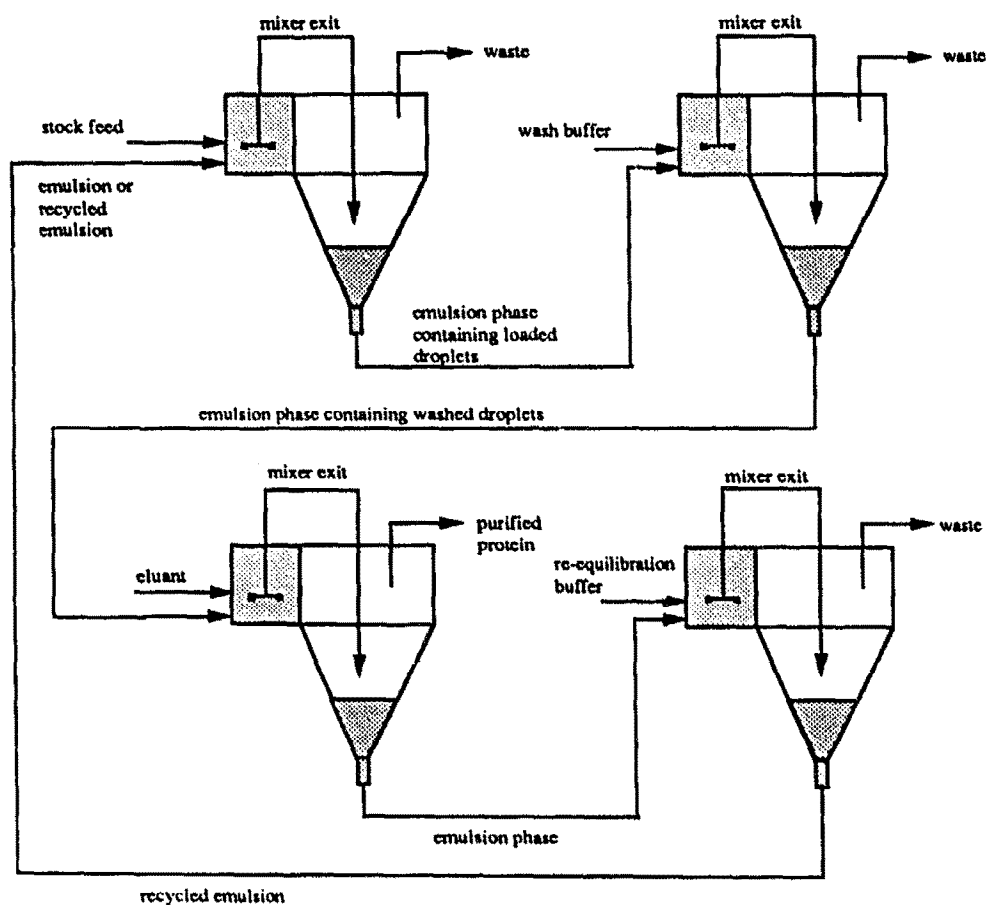 mixer exit
waste
stock feed
emulsion or
recycled
emulsion
mixer exit
waste
wash buffer
emulsion phase
containing loaded
droplets
emulsion phase containing washed droplets
mixer exit
purified
protein
eluant
mixer exit
waste
re-equilibration
buffer
emulsion phase
recycled emulsion